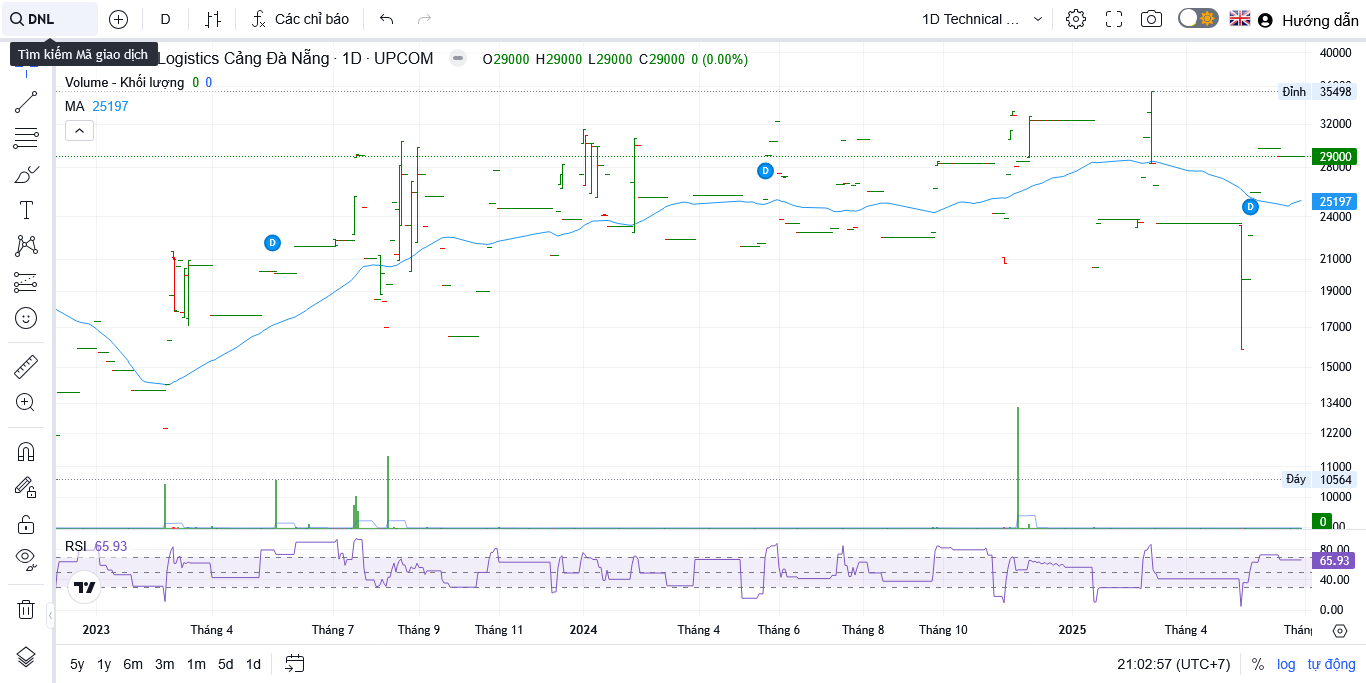 DNL
D
Các chỉ báo
1D Technical ...
Hướng dẫn
Tìm kiếm Mã giao dịch
Logistics Cảng Đà Nẵng · 1D · UPCOM
O29000 H29000 L29000 C29000 0 (0.00%)
Volume - Khối lượng 0 0
MA 25197
40000
Đỉnh 35498
32000
29000
28000
25197
24000
21000
19000
17000
15000
13400
12200
11000
Đáy 10564
10000
0
D
D
D
RSI 65.93
80.00
65.93
40.00
0.00
2023 Tháng 4 Tháng 7 Tháng 9 Tháng 11 2024 Tháng 4 Tháng 6 Tháng 8 Tháng 10 2025 Tháng 4
5y 1y 6m 3m 1m 5d 1d
21:02:57 (UTC+7) % log tự động